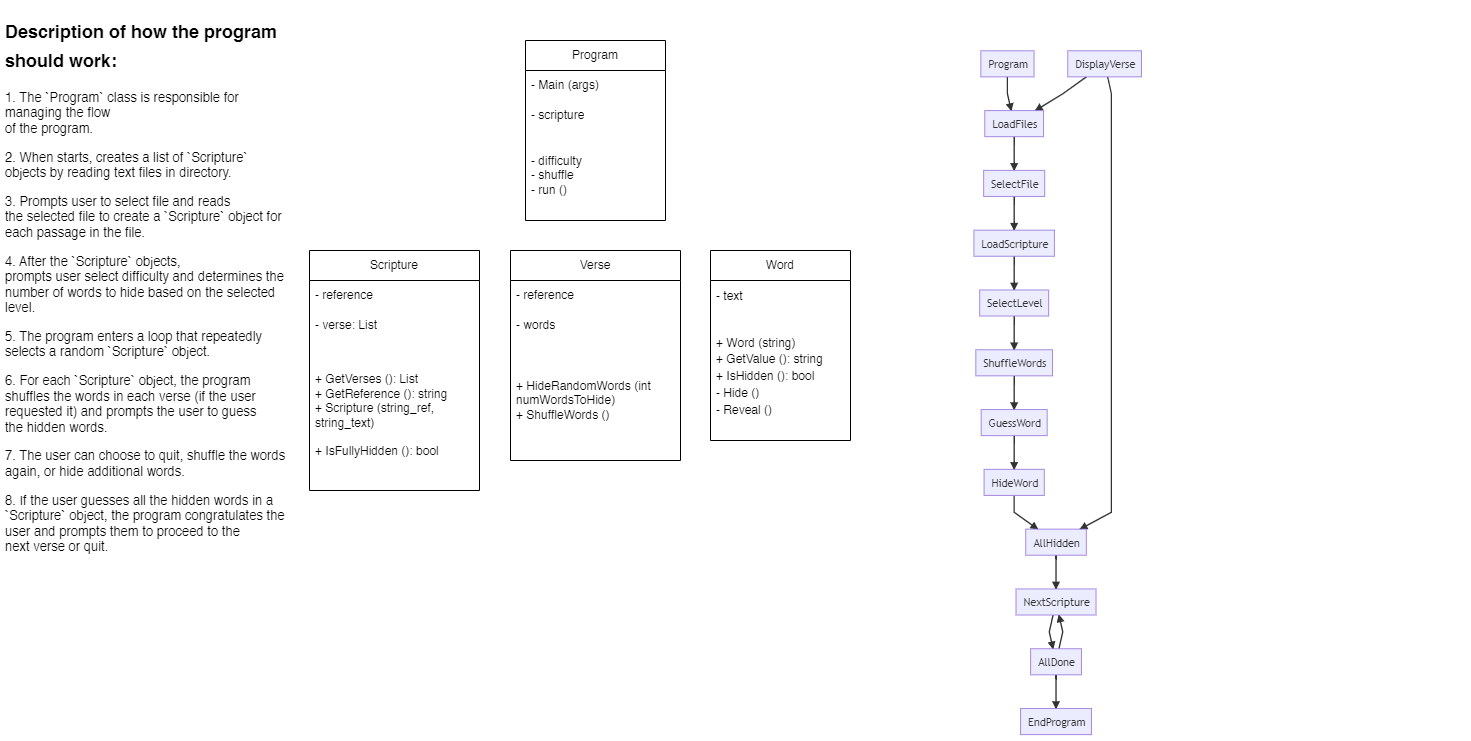 Description of how the program
should work:
1. The `Program` class is responsible for
managing the flow
of the program.
2. When starts, creates a list of `Scripture`
objects by reading text files in directory.
3. Prompts user to select file and reads
the selected file to create a `Scripture` object for
each passage in the file.
4. After the `Scripture` objects,
prompts user select difficulty and determines the
number of words to hide based on the selected
level.
5. The program enters a loop that repeatedly
selects a random `Scripture` object.
6. For each `Scripture` object, the program
shuffles the words in each verse (if the user
requested it) and prompts the user to guess
the hidden words.
7. The user can choose to quit, shuffle the words
again, or hide additional words.
8. If the user guesses all the hidden words in a
`Scripture` object, the program congratulates the
user and prompts them to proceed to the
next verse or quit.
Program
- Main (args)
- scripture
- difficulty
- shuffle
- run ()
Scripture
- reference
- verse: List
+ GetVerses (): List
+ GetReference (): string
+ Scripture (string_ref,
string_text)
+ IsFullyHidden (): bool
Verse
- reference
- words
+ HideRandomWords (int
numWordsToHide)
+ ShuffleWords ()
Word
- text
+ Word (string)
+ GetValue (): string
+ IsHidden (): bool
- Hide ()
- Reveal ()
Program
DisplayVerse
LoadFiles
SelectFile
LoadScripture
SelectLevel
ShuffleWords
GuessWord
HideWord
AllHidden
NextScripture
AllDone
EndProgram